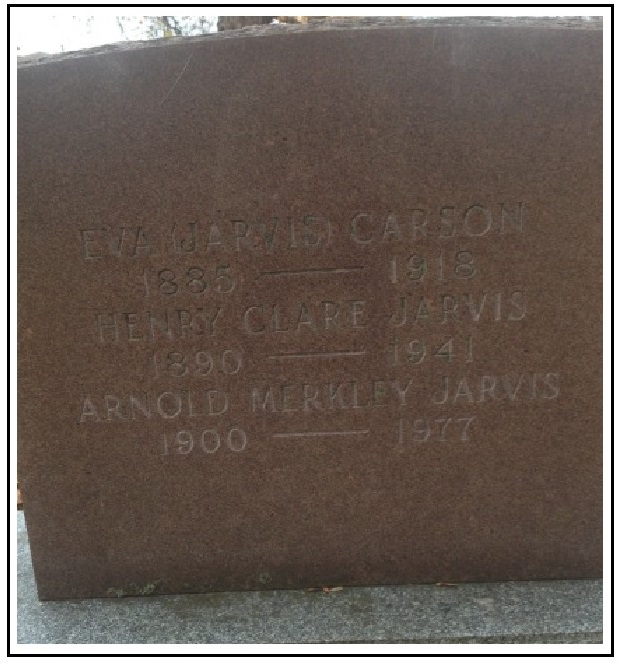 EVA (JARVIS) CARSON
1885 — 1918
HENRY CLARE JARVIS
1890 — 1941
ARNOLD MERKLEY JARVIS
1900 — 1977